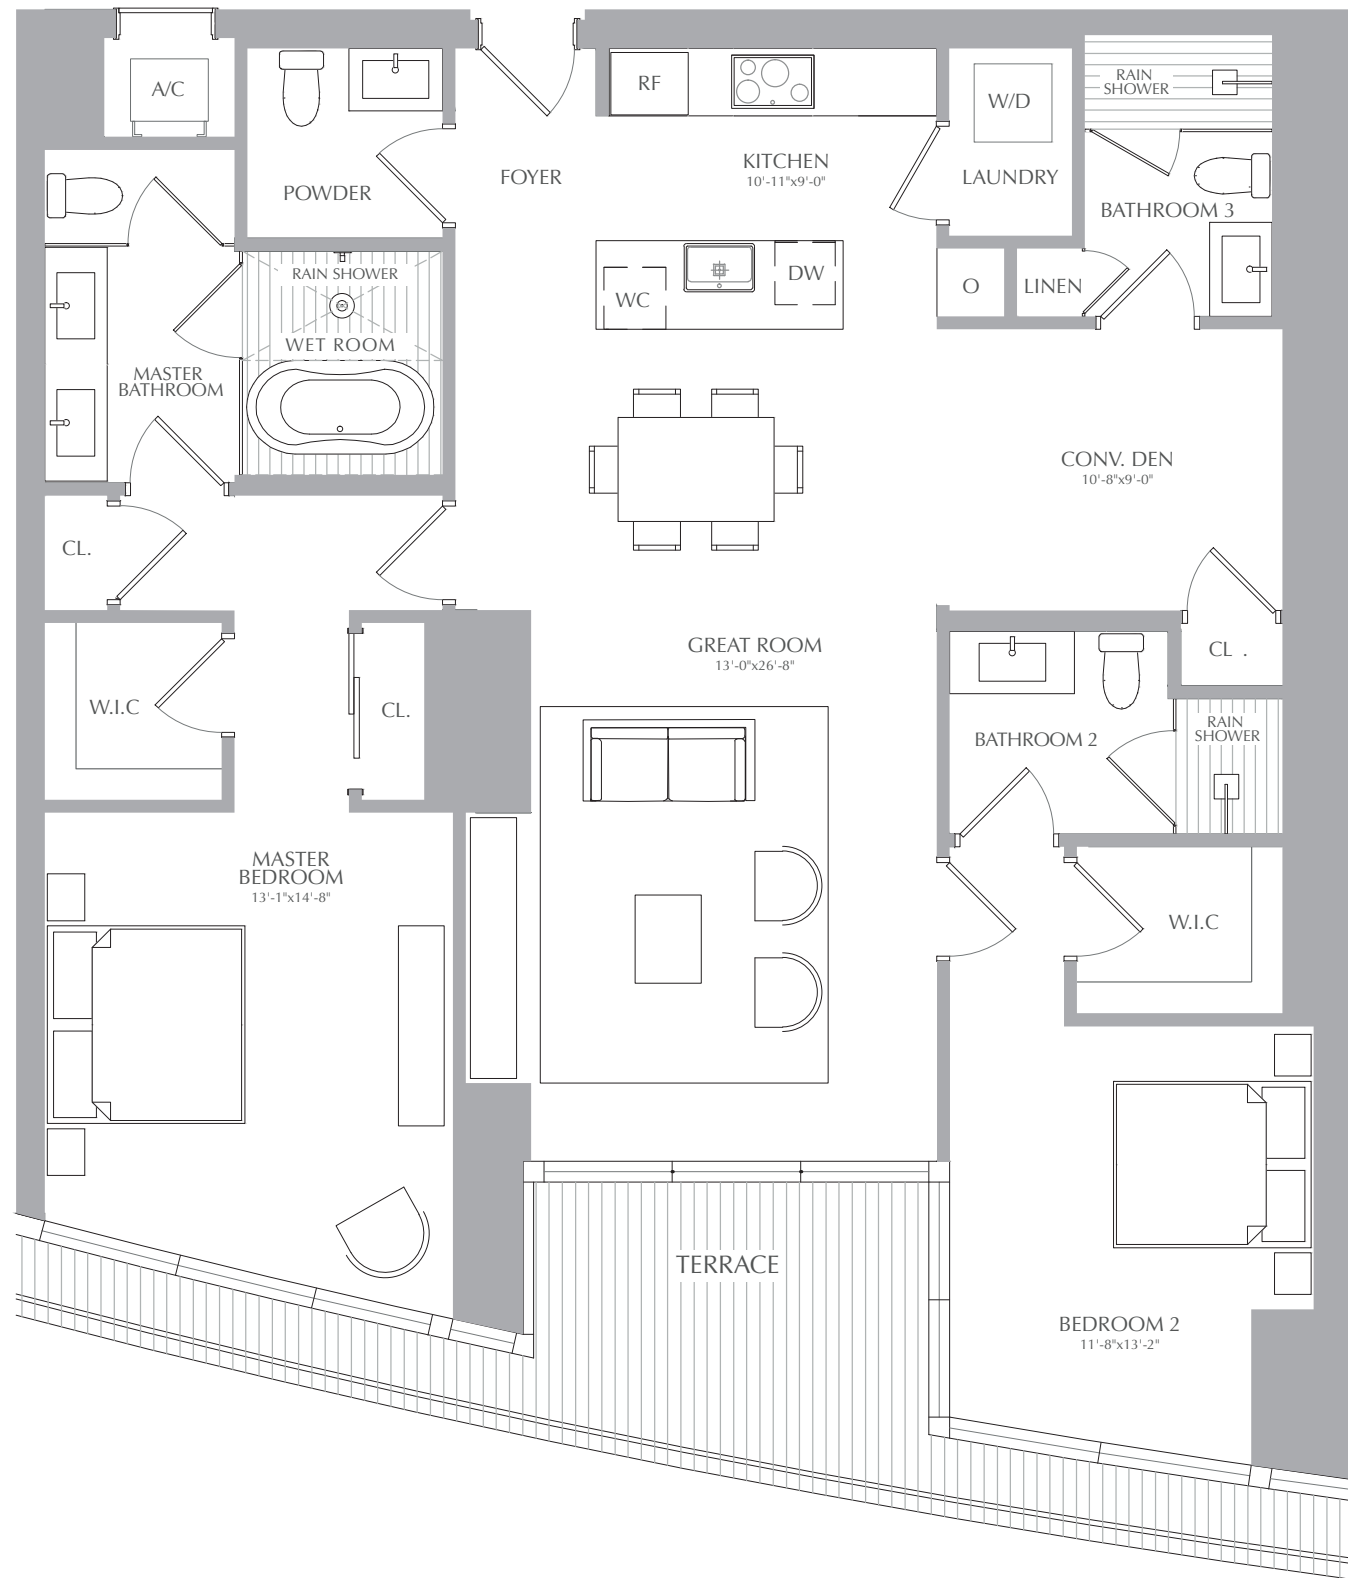 A/C
RF
W/D
RAIN
SHOWER
KITCHEN
10'-11"x9'-0"
FOYER
LAUNDRY
POWDER
BATHROOM 3
RAIN SHOWER
DW
WC
O
LINEN
WET ROOM
MASTER
BATHROOM
CONV. DEN
10'-8"x9'-0"
CL.
GREAT ROOM
13'-0"x26'-8"
CL .
W.I.C
CL.
BATHROOM 2
RAIN
SHOWER
MASTER
BEDROOM
13'-1"x14'-8"
W.I.C
TERRACE
BEDROOM 2
11'-8"x13'-2"